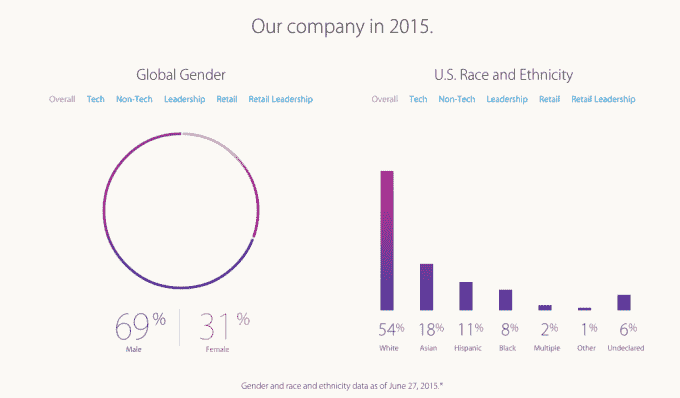 Our company in 2015.
Global Gender
Overall Tech Non-Tech Leadership Retail Retail Leadership
69% 31%
Male Female
U.S. Race and Ethnicity
Overall Tech Non-Tech Leadership Retail Retail Leadership
54% 18% 11% 8% 2% 1% 6%
White Asian Hispanic Black Multiple Other Undeclared
Gender and race and ethnicity data as of June 27, 2015.*